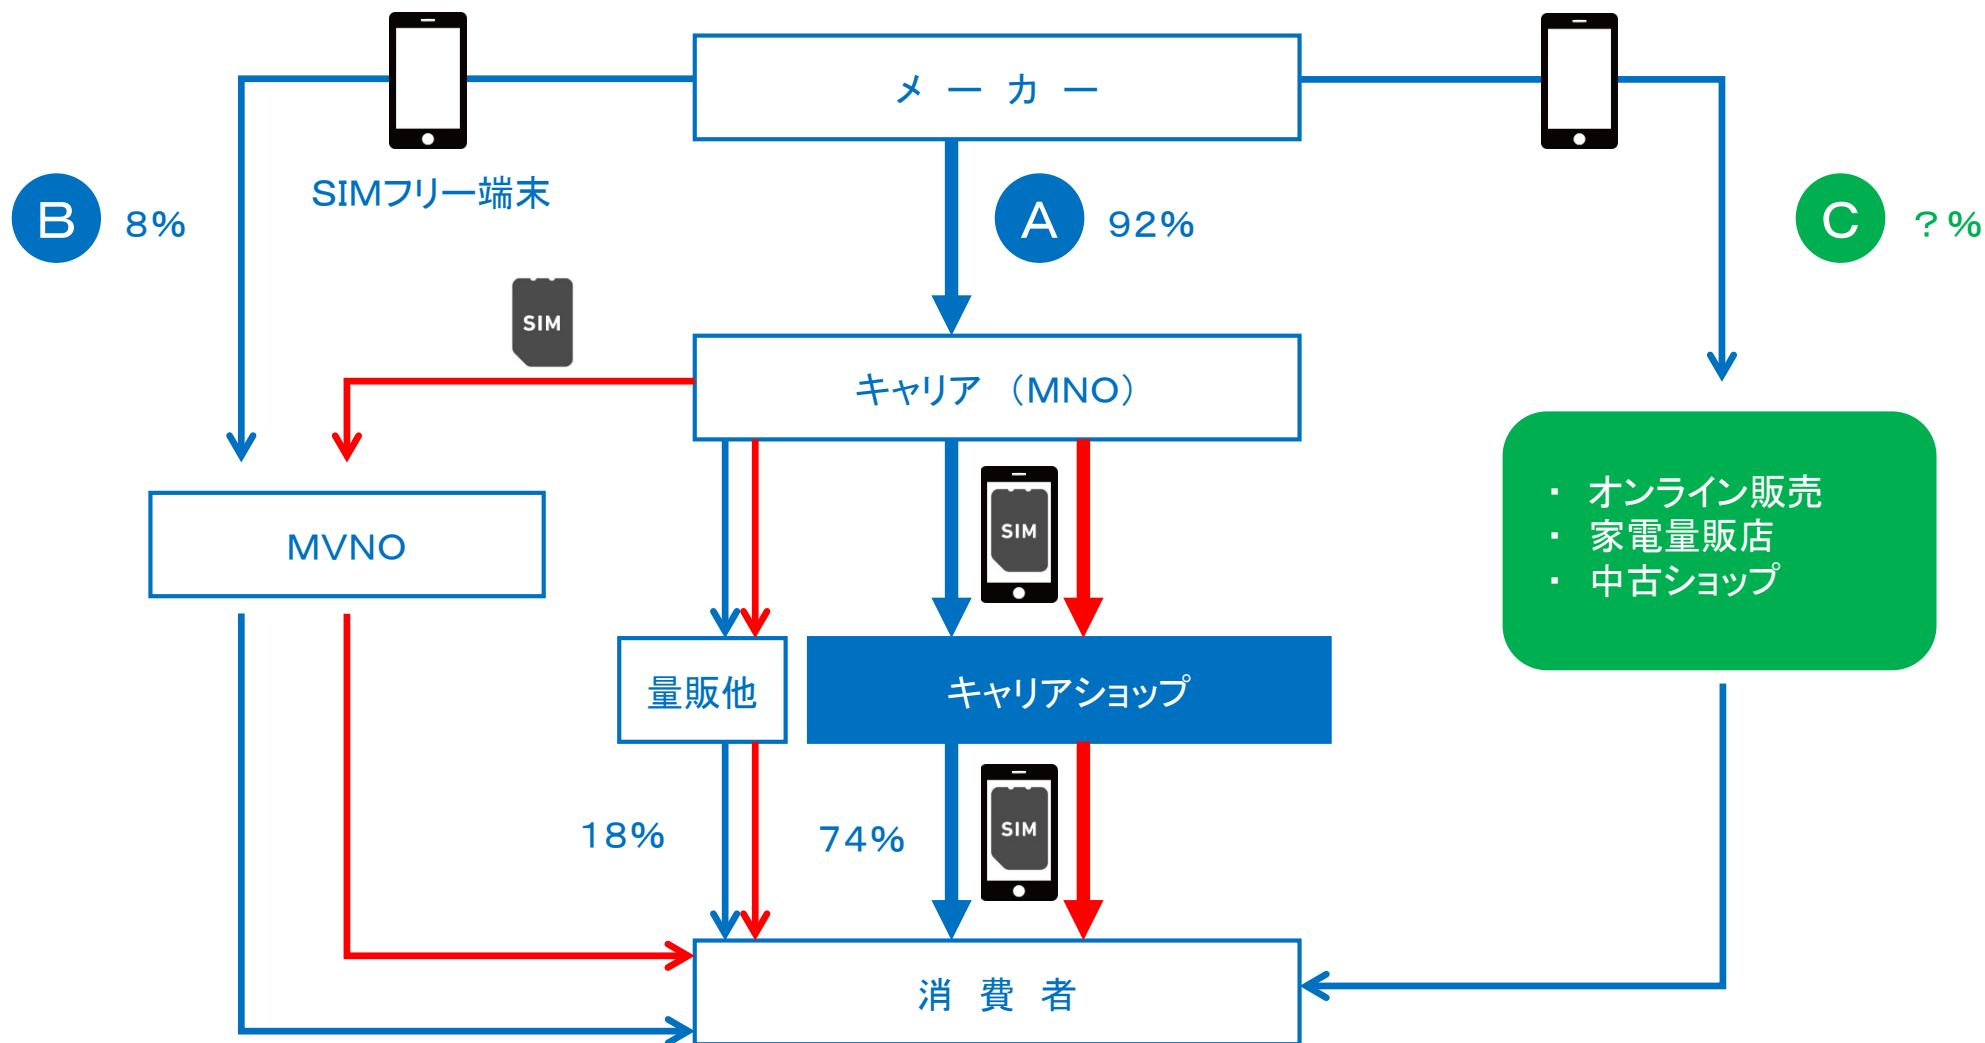 メーカー
SIMフリー端末
B 8%
A 92%
C ?%
SIM
キャリア (MNO)
・ オンライン販売
・ 家電量販店
・ 中古ショップ
SIM
MVNO
量販他
キャリアショップ
18%
74%
SIM
消費者